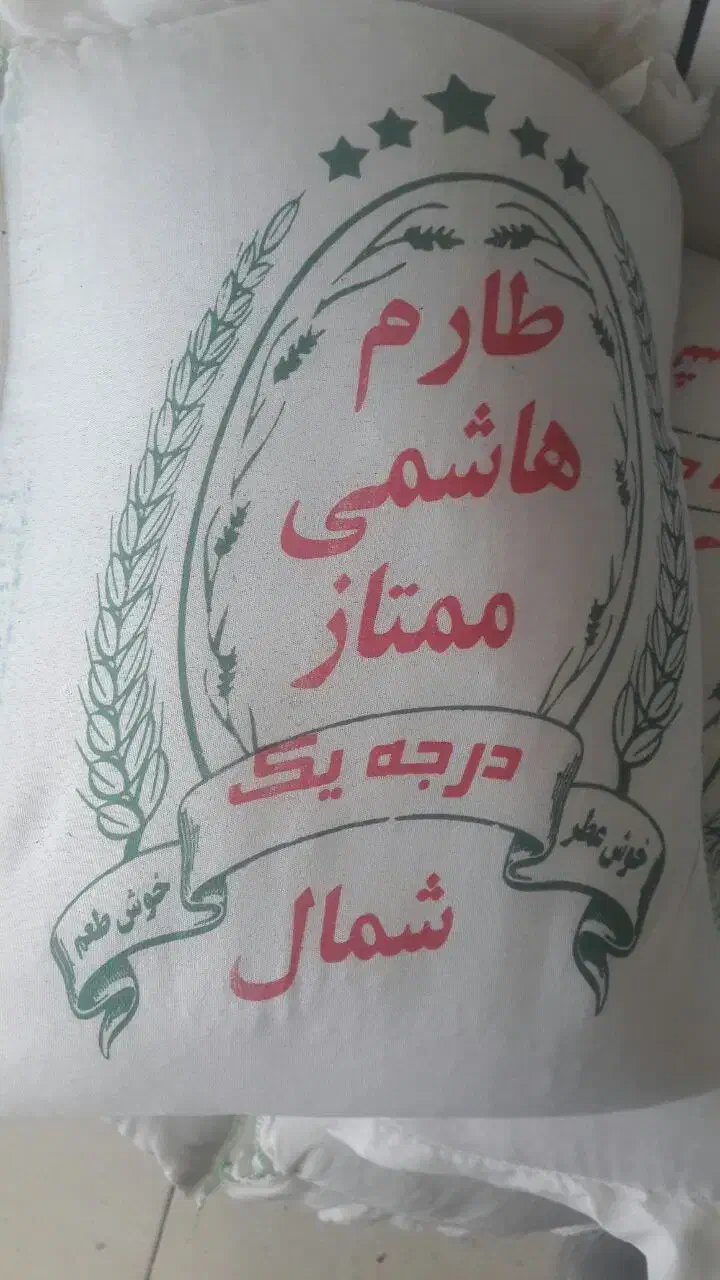 طارم
هاشمی
ممتاز
درجه یک
خوش عطر
خوش طعم
شمال